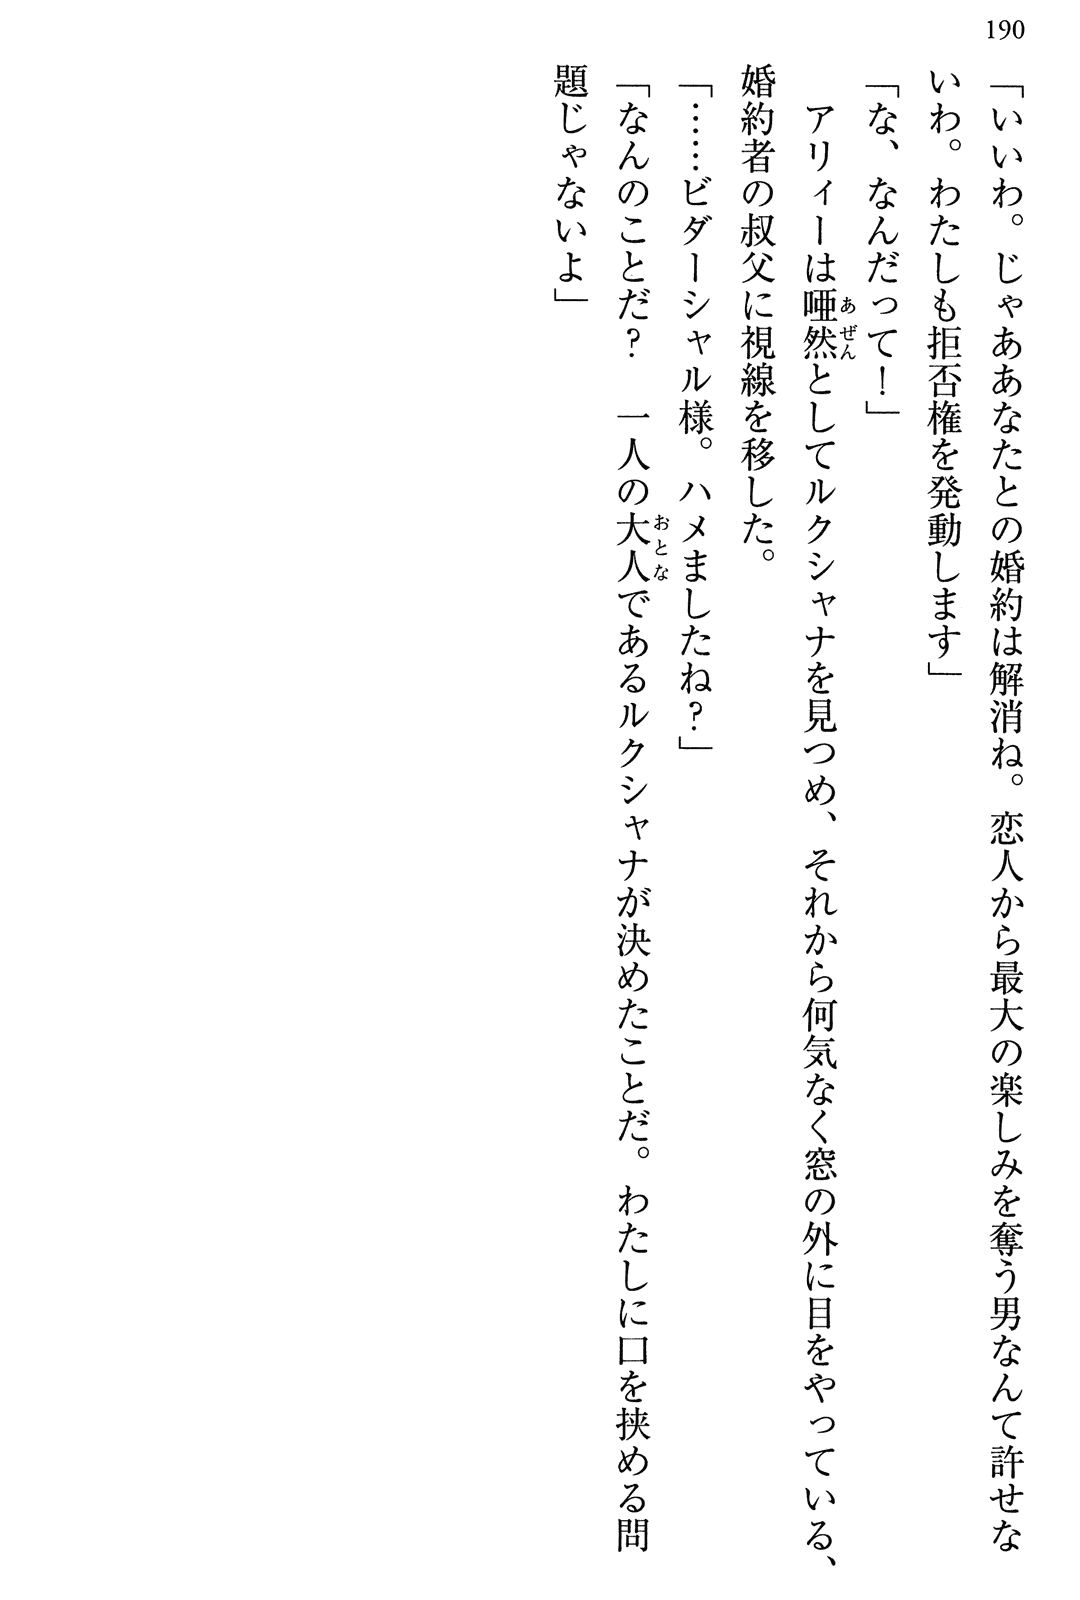 190
「いいわ。じゃああなたとの婚約は解消ね。恋人から最大の楽しみを奪う男なんて許せな
いわ。わたしも拒否権を発動します」
「な、なんだって！」
　アリィーは唖然としてルクシャナを見つめ、それから何気なく窓の外に目をやっている、
あぜん
婚約者の叔父に視線を移した。
「……ビダーシャル様。ハメましたね？」
「なんのことだ？　一人の大人であるルクシャナが決めたことだ。わたしに口を挟める問
おとな
題じゃないよ」